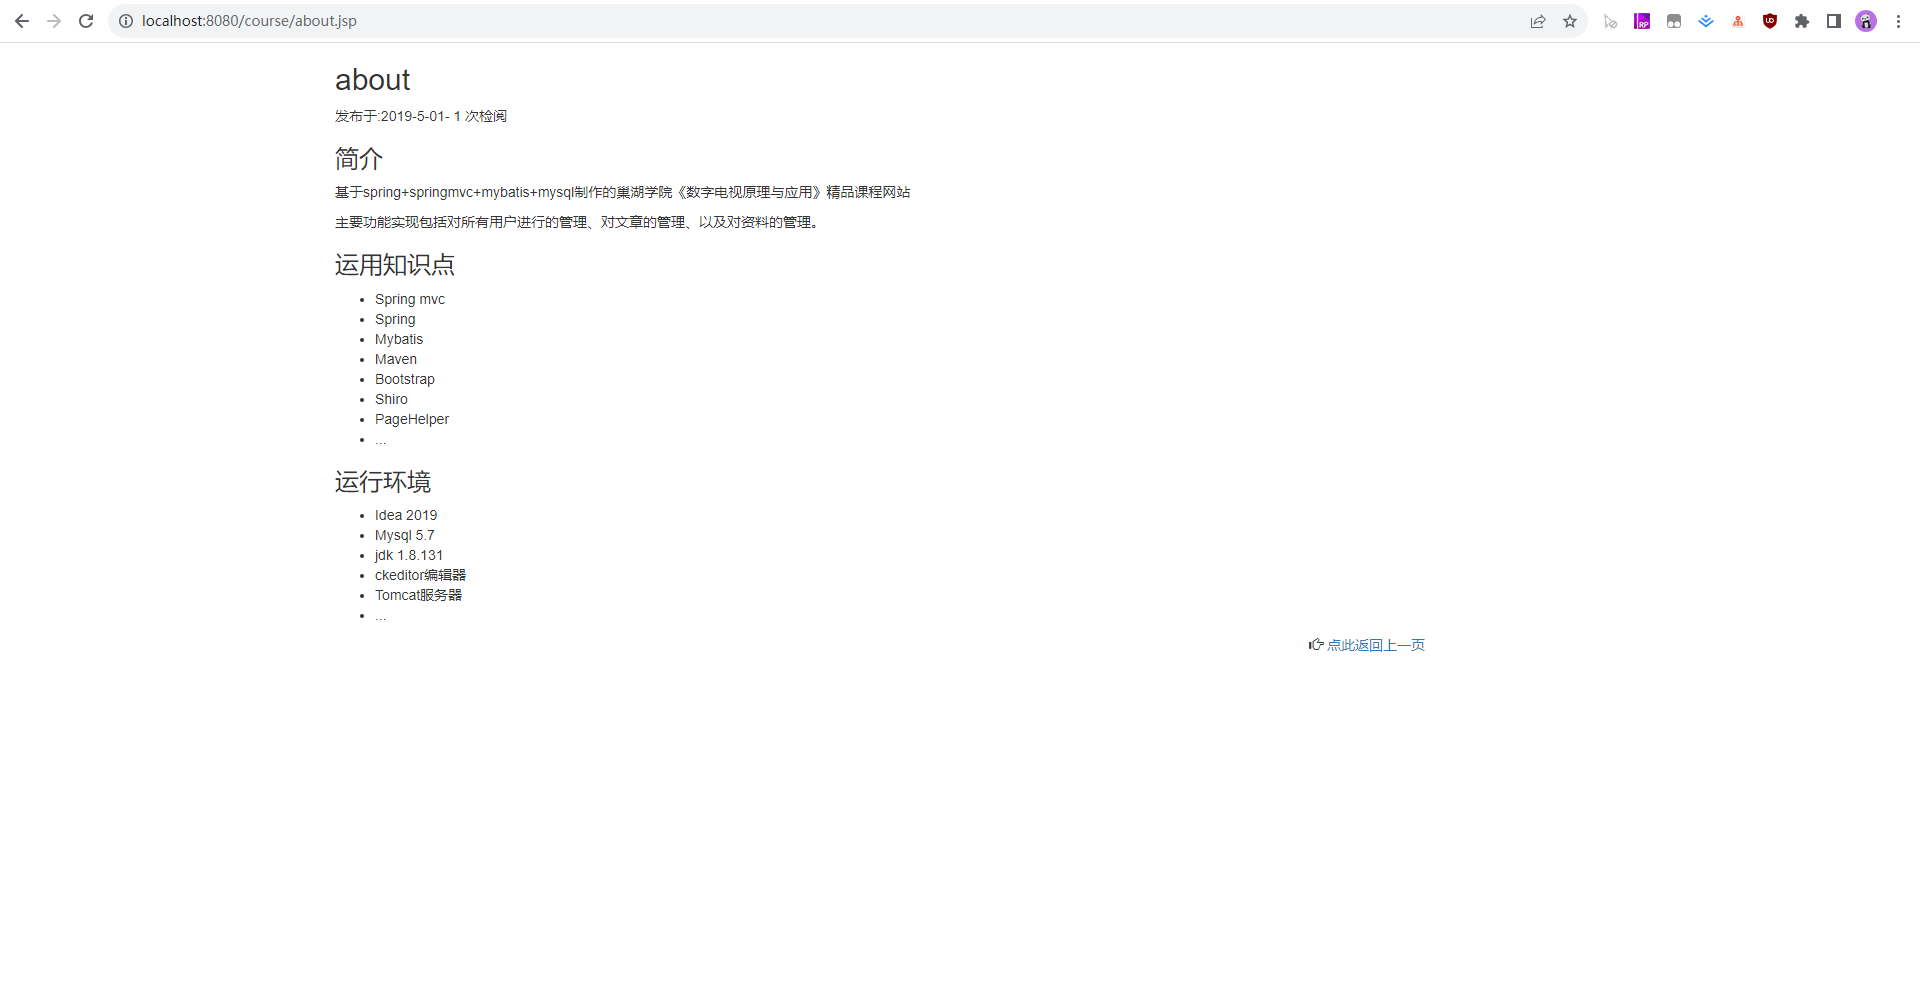 localhost:8080/course/about.jsp
about
发布于:2019-5-01- 1 次检阅
简介
基于spring+springmvc+mybatis+mysql制作的巢湖学院《数字电视原理与应用》精品课程网站
主要功能实现包括对所有用户进行的管理、对文章的管理、以及对资料的管理。
运用知识点
Spring mvc
Spring
Mybatis
Maven
Bootstrap
Shiro
PageHelper
...
运行环境
Idea 2019
Mysql 5.7
jdk 1.8.131
ckeditor编辑器
Tomcat服务器
...
点此返回上一页